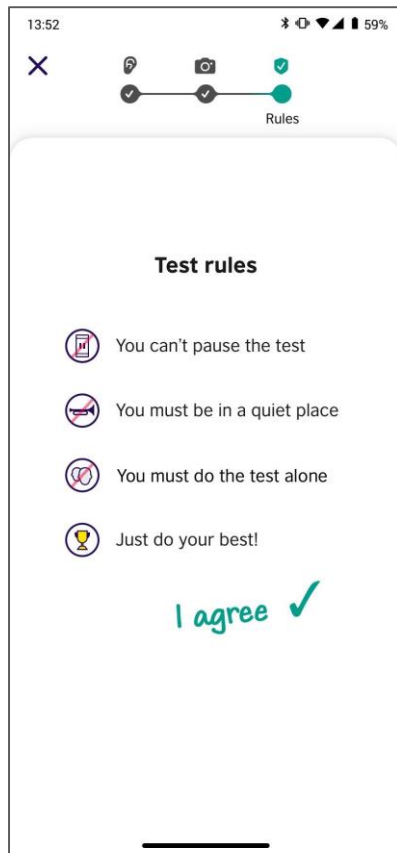 13:52
59%
Rules
Test rules
You can't pause the test
You must be in a quiet place
You must do the test alone
Just do your best!
I agree